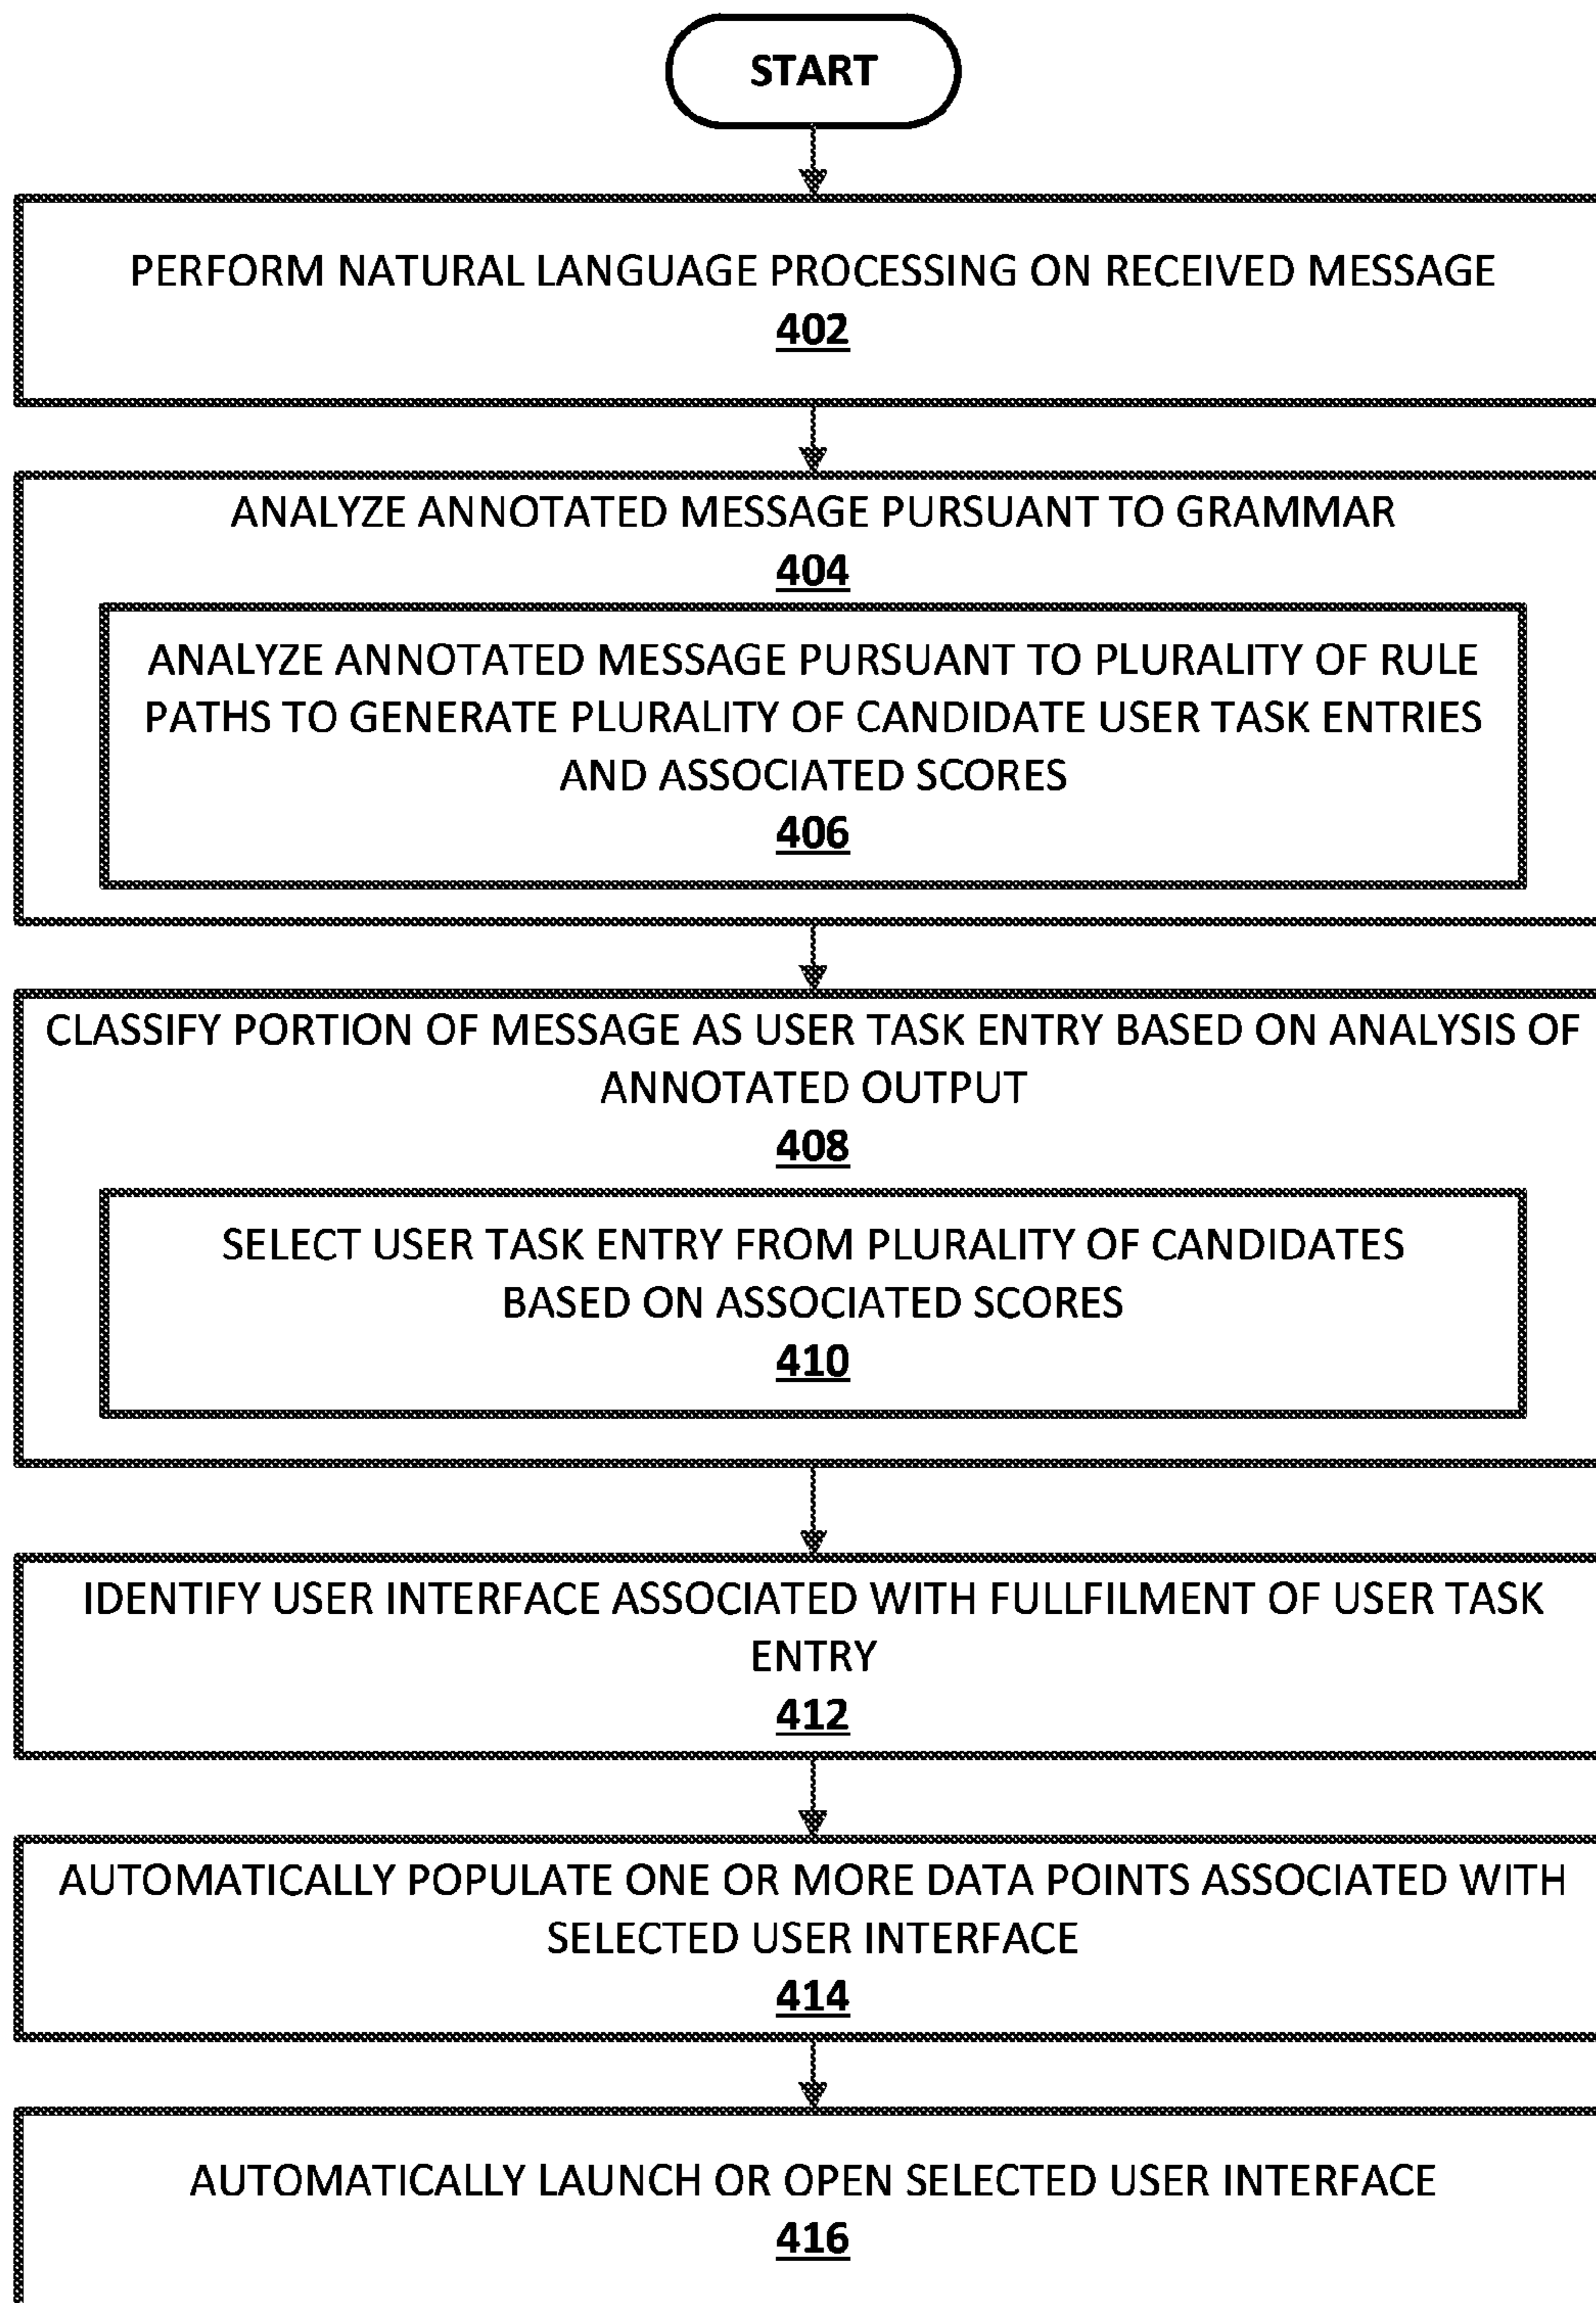 START
PERFORM NATURAL LANGUAGE PROCESSING ON RECEIVED MESSAGE
402
ANALYZE ANNOTATED MESSAGE PURSUANT TO GRAMMAR
404
ANALYZE ANNOTATED MESSAGE PURSUANT TO PLURALITY OF RULE
PATHS TO GENERATE PLURALITY OF CANDIDATE USER TASK ENTRIES
AND ASSOCIATED SCORES
406
CLASSIFY PORTION OF MESSAGE AS USER TASK ENTRY BASED ON ANALYSIS OF
ANNOTATED OUTPUT
408
SELECT USER TASK ENTRY FROM PLURALITY OF CANDIDATES
BASED ON ASSOCIATED SCORES
410
IDENTIFY USER INTERFACE ASSOCIATED WITH FULLFILMENT OF USER TASK
ENTRY
412
AUTOMATICALLY POPULATE ONE OR MORE DATA POINTS ASSOCIATED WITH
SELECTED USER INTERFACE
414
AUTOMATICALLY LAUNCH OR OPEN SELECTED USER INTERFACE
416